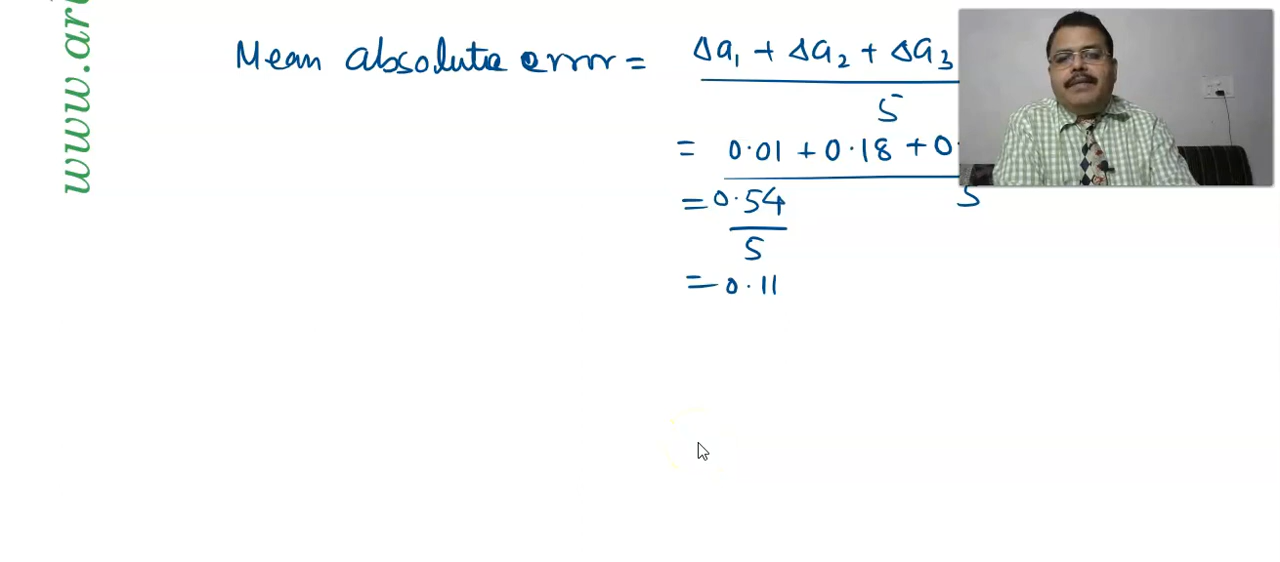 www.ar
Mean absolute error = Δa₁ + Δa₂ + Δa₃
5
= 0.01 + 0.18 + 0.
5
= 0.54
5
= 0.11